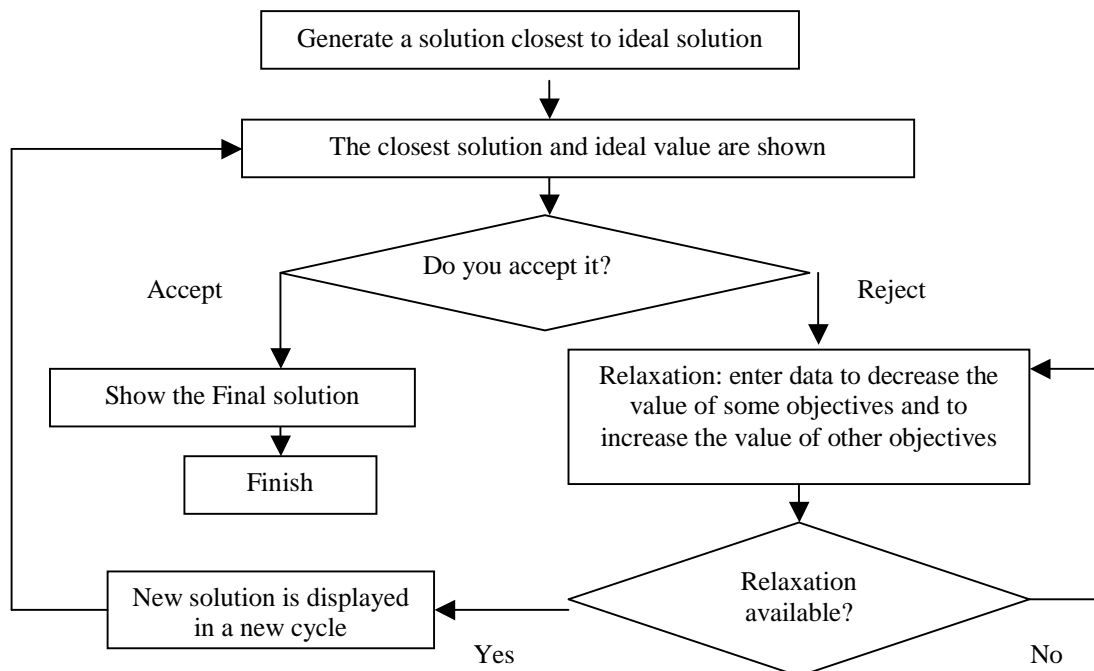 Generate a solution closest to ideal solution
The closest solution and ideal value are shown
Do you accept it?
Accept
Reject
Show the Final solution
Relaxation: enter data to decrease the
value of some objectives and to
increase the value of other objectives
Finish
Relaxation
available?
New solution is displayed
in a new cycle
Yes
No